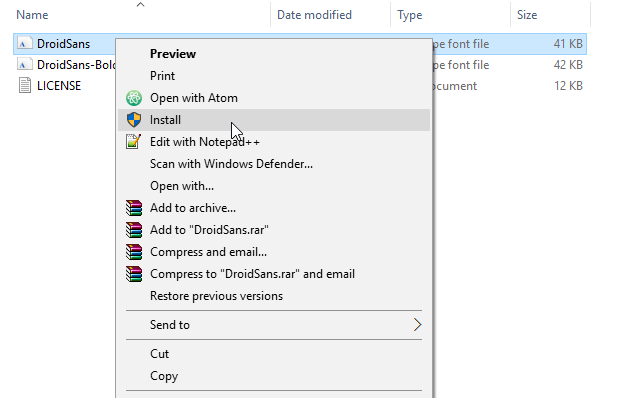 Name Date modified Type Size
DroidSans pe font file 41 KB
DroidSans-Bol pe font file 42 KB
LICENSE ocument 12 KB
Preview
Print
Open with Atom
Install
Edit with Notepad++
Scan with Windows Defender...
Open with...
Add to archive...
Add to "DroidSans.rar"
Compress and email...
Compress to "DroidSans.rar" and email
Restore previous versions
Send to
Cut
Copy